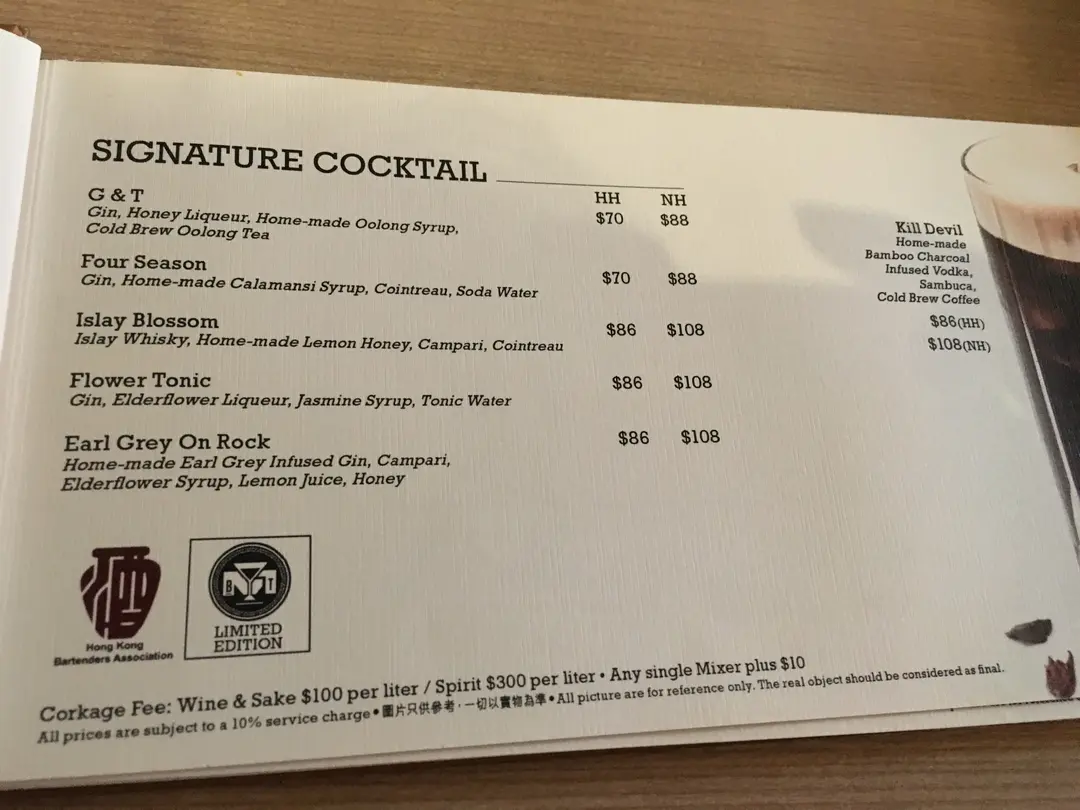 SIGNATURE COCKTAIL
HH NH
G & T $70 $88
Gin, Honey Liqueur, Home-made Oolong Syrup,
Cold Brew Oolong Tea
Four Season $70 $88
Gin, Home-made Calamansi Syrup, Cointreau, Soda Water
Islay Blossom $86 $108
Islay Whisky, Home-made Lemon Honey, Campari, Cointreau
Flower Tonic $86 $108
Gin, Elderflower Liqueur, Jasmine Syrup, Tonic Water
Earl Grey On Rock $86 $108
Home-made Earl Grey Infused Gin, Campari,
Elderflower Syrup, Lemon Juice, Honey
Kill Devil
Home-made
Bamboo Charcoal
Infused Vodka,
Sambuca,
Cold Brew Coffee
$86(HH)
$108(NH)
酒
Hong Kong
Bartenders Association
B T
LIMITED
EDITION
Corkage Fee: Wine & Sake $100 per liter / Spirit $300 per liter • Any single Mixer plus $10
All prices are subject to a 10% service charge • 圖片只供參考，一切以實物為準 • All picture are for reference only. The real object should be considered as final.